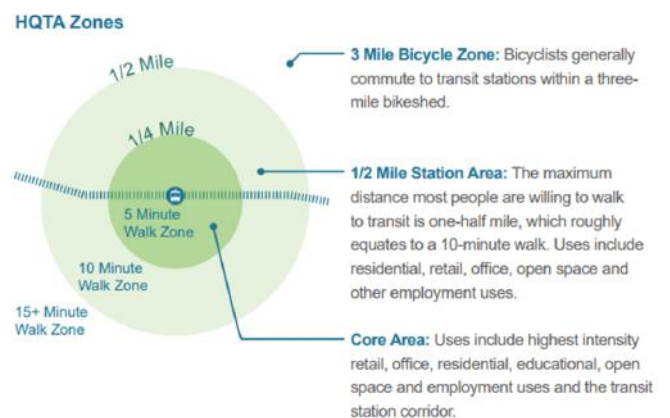 HQTA Zones
1/2 Mile
1/4 Mile
5 Minute
Walk Zone
10 Minute
Walk Zone
15+ Minute
Walk Zone
3 Mile Bicycle Zone: Bicyclists generally
commute to transit stations within a three-
mile bikeshed.
1/2 Mile Station Area: The maximum
distance most people are willing to walk
to transit is one-half mile, which roughly
equates to a 10-minute walk. Uses include
residential, retail, office, open space and
other employment uses.
Core Area: Uses include highest intensity
retail, office, residential, educational, open
space and employment uses and the transit
station corridor.